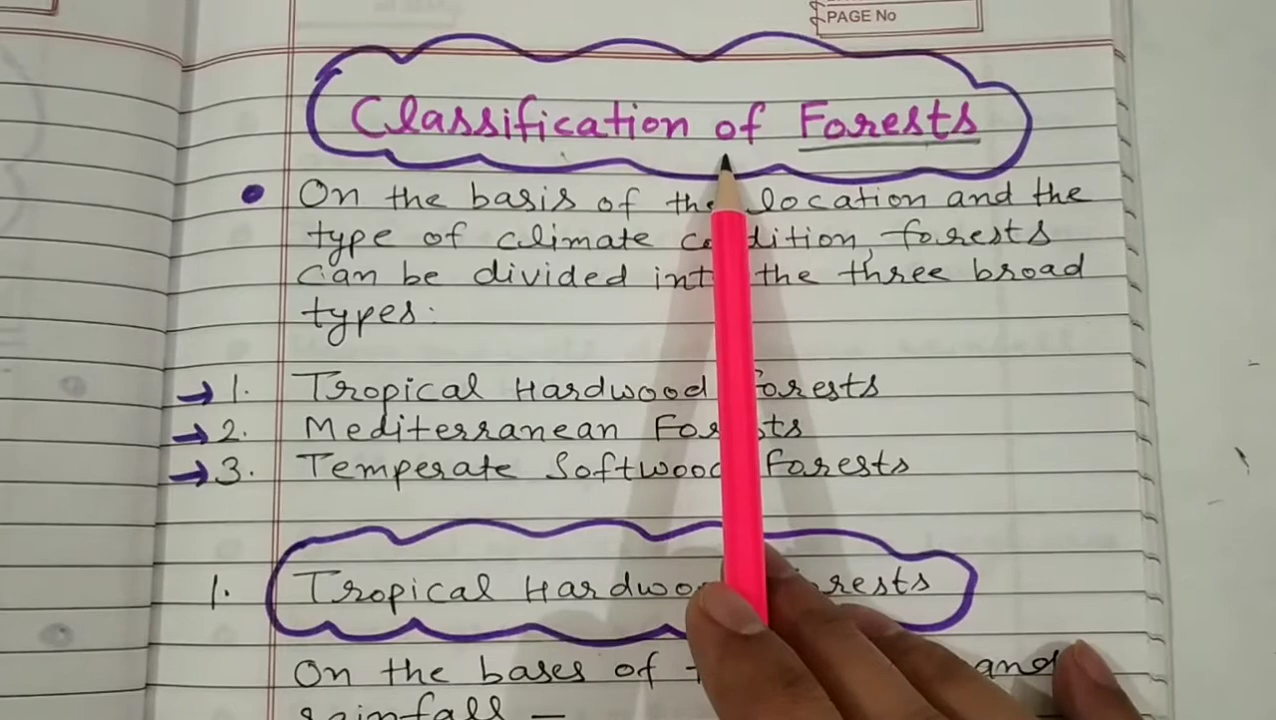 PAGE No
Classification of Forests
On the basis of the location and the
type of climate condition, forests
can be divided into the three broad
types:
→ 1. Tropical Hardwood Forests
→ 2. Mediterranean Forests
→ 3. Temperate Softwood Forests
1. Tropical Hardwood Forests
On the bases of and
rainfall —